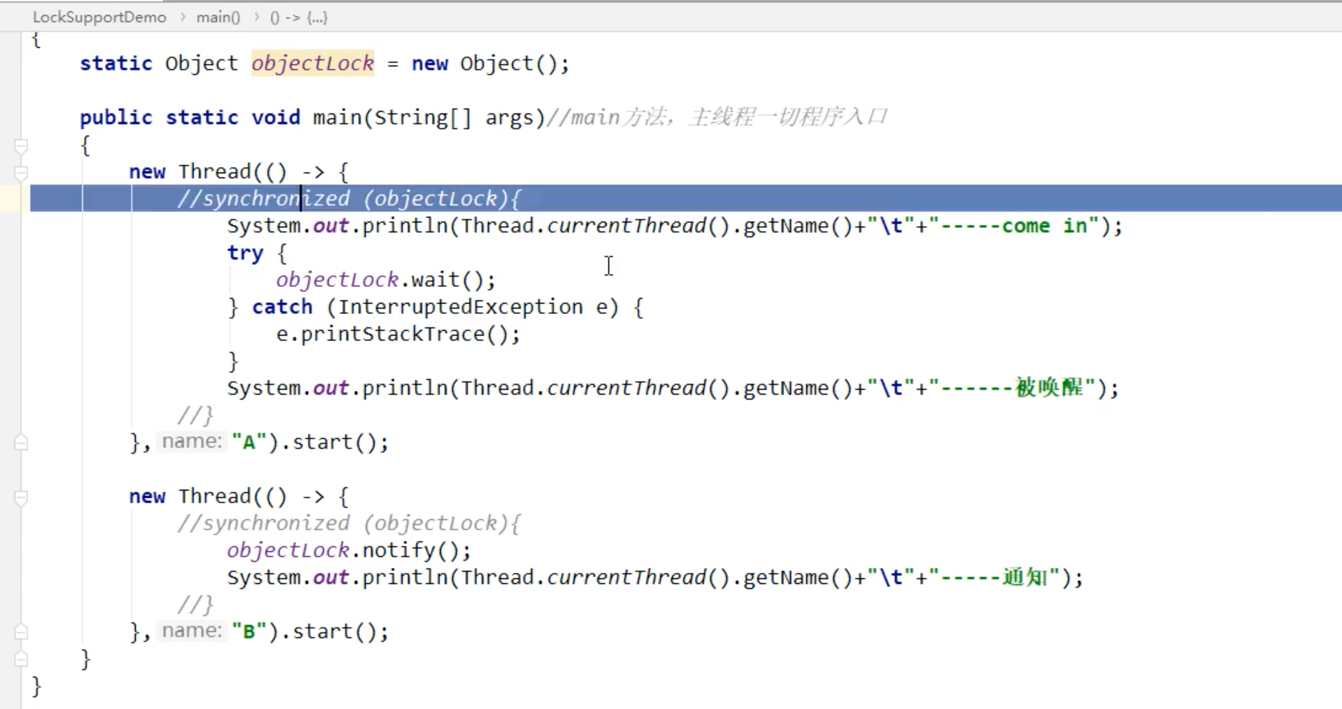 LockSupportDemo > main() > () -> {...}
{
static Object objectLock = new Object();
public static void main(String[] args)//main方法，主线程一切程序入口
{
new Thread(() -> {
//synchronized (objectLock){
System.out.println(Thread.currentThread().getName()+"\t"+"-----come in");
try {
objectLock.wait();
} catch (InterruptedException e) {
e.printStackTrace();
}
System.out.println(Thread.currentThread().getName()+"\t"+"------被唤醒");
//}
}, name: "A").start();
new Thread(() -> {
//synchronized (objectLock){
objectLock.notify();
System.out.println(Thread.currentThread().getName()+"\t"+"-----通知");
//}
}, name: "B").start();
}
}